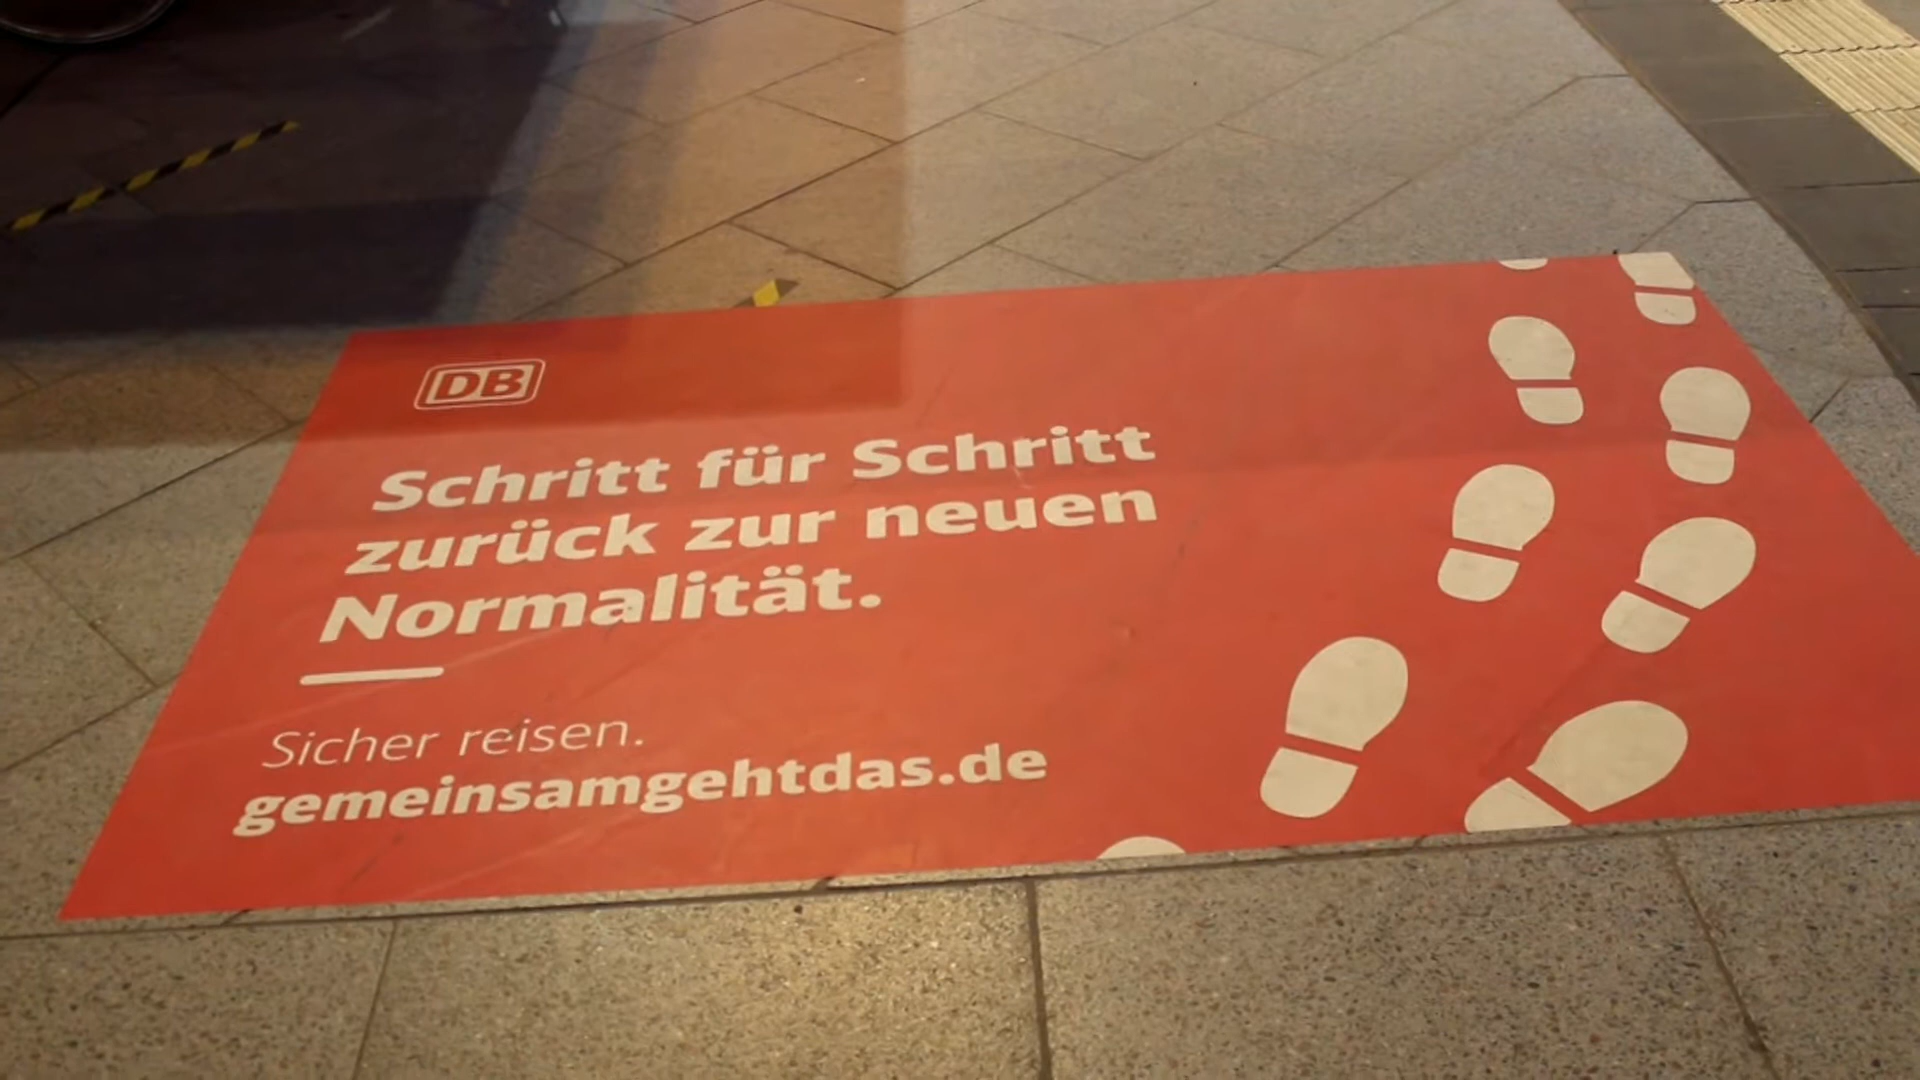 DB
Schritt für Schritt
zurück zur neuen
Normalität.
Sicher reisen.
gemeinsamgehtdas.de